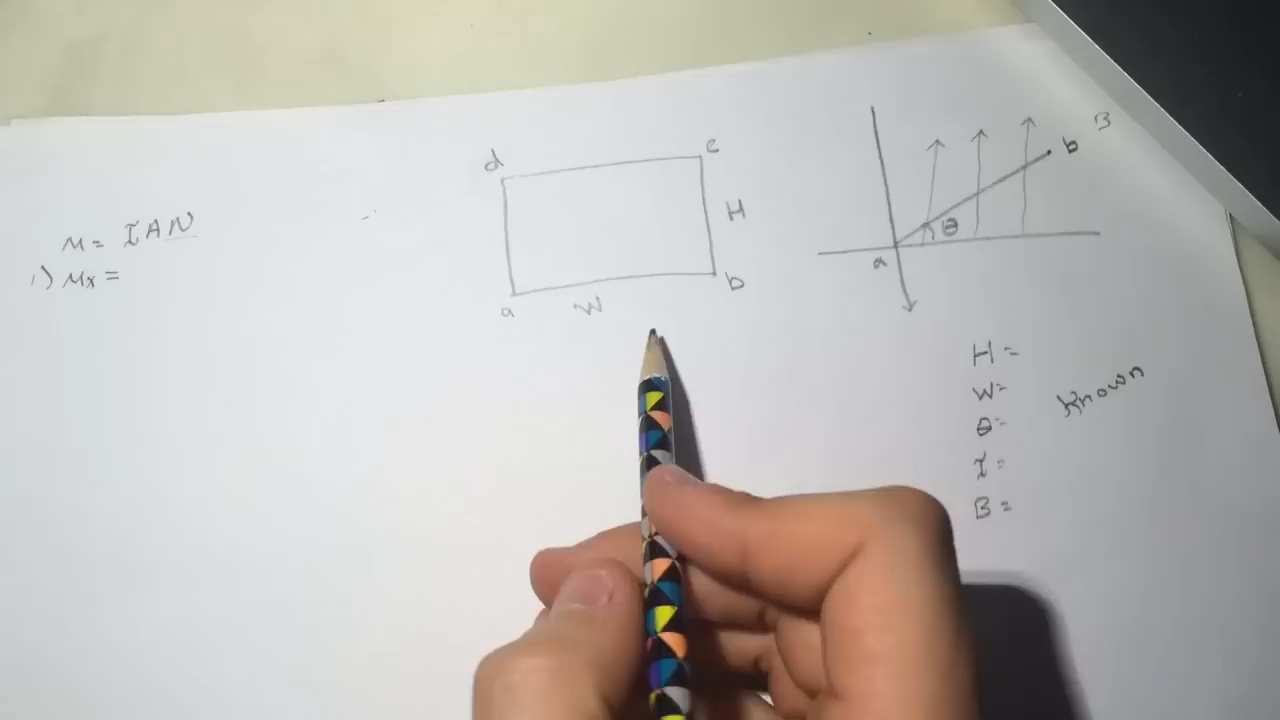 M = IAN
1) Mx =
d c
H
a W b
B
b
θ
a
H =
W =
θ =
I =
B =
Known